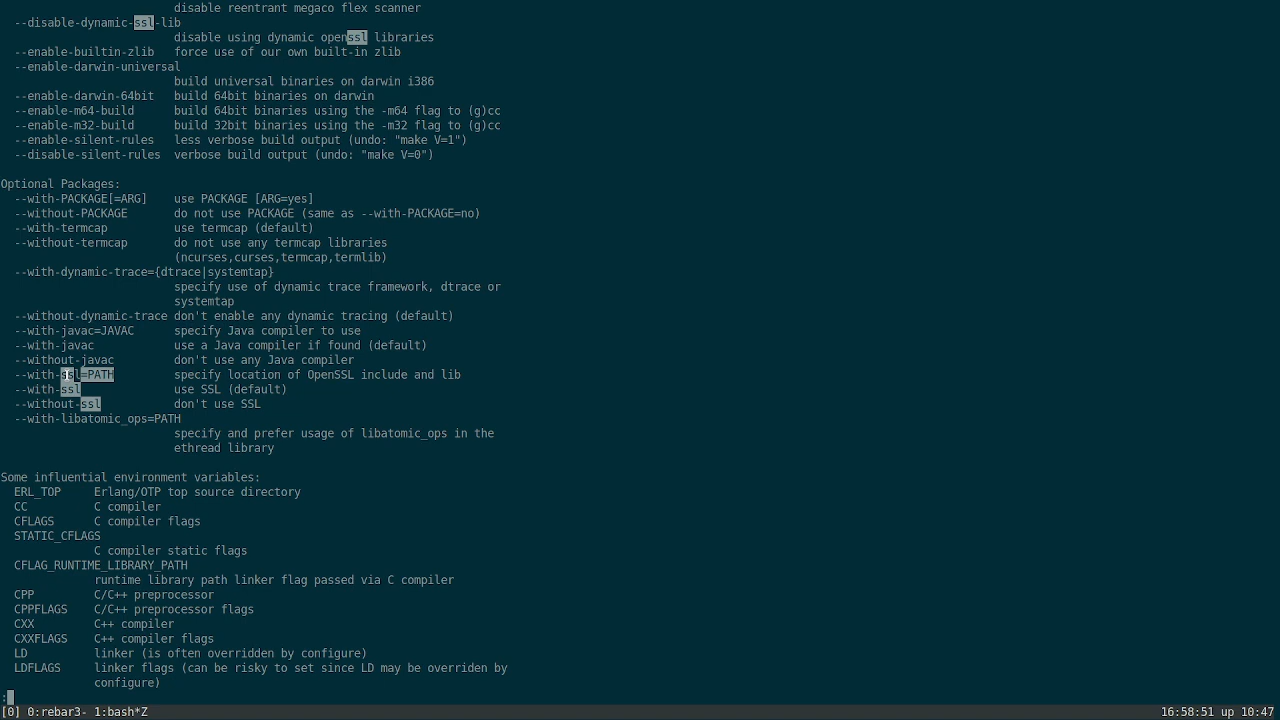 disable reentrant megaco flex scanner
--disable-dynamic-ssl-lib
disable using dynamic openssl libraries
--enable-builtin-zlib force use of our own built-in zlib
--enable-darwin-universal
build universal binaries on darwin i386
--enable-darwin-64bit build 64bit binaries on darwin
--enable-m64-build build 64bit binaries using the -m64 flag to (g)cc
--enable-m32-build build 32bit binaries using the -m32 flag to (g)cc
--enable-silent-rules less verbose build output (undo: "make V=1")
--disable-silent-rules verbose build output (undo: "make V=0")
Optional Packages:
--with-PACKAGE[=ARG] use PACKAGE [ARG=yes]
--without-PACKAGE do not use PACKAGE (same as --with-PACKAGE=no)
--with-termcap use termcap (default)
--without-termcap do not use any termcap libraries
(ncurses,curses,termcap,termlib)
--with-dynamic-trace={dtrace|systemtap}
specify use of dynamic trace framework, dtrace or
systemtap
--without-dynamic-trace don't enable any dynamic tracing (default)
--with-javac=JAVAC specify Java compiler to use
--with-javac use a Java compiler if found (default)
--without-javac don't use any Java compiler
--with-ssl=PATH specify location of OpenSSL include and lib
--with-ssl use SSL (default)
--without-ssl don't use SSL
--with-libatomic_ops=PATH
specify and prefer usage of libatomic_ops in the
ethread library
Some influential environment variables:
ERL_TOP Erlang/OTP top source directory
CC C compiler
CFLAGS C compiler flags
STATIC_CFLAGS
C compiler static flags
CFLAG_RUNTIME_LIBRARY_PATH
runtime library path linker flag passed via C compiler
CPP C/C++ preprocessor
CPPFLAGS C/C++ preprocessor flags
CXX C++ compiler
CXXFLAGS C++ compiler flags
LD linker (is often overridden by configure)
LDFLAGS linker flags (can be risky to set since LD may be overriden by
configure)
:
[0] 0:rebar3- 1:bash*Z 16:58:51 up 10:47